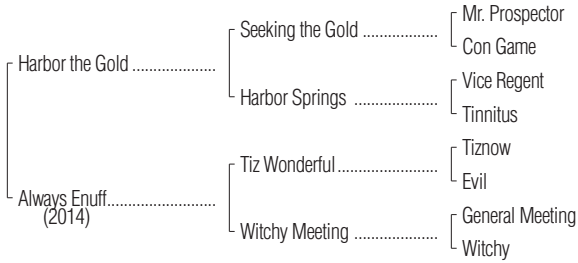 Mr. Prospector
Seeking the Gold ..................
Con Game
Harbor the Gold ....................
Vice Regent
Harbor Springs ....................
Tinnitus
Tiznow
Tiz Wonderful........................
Evil
Always Enuff..........................
(2014)
General Meeting
Witchy Meeting ...................
Witchy